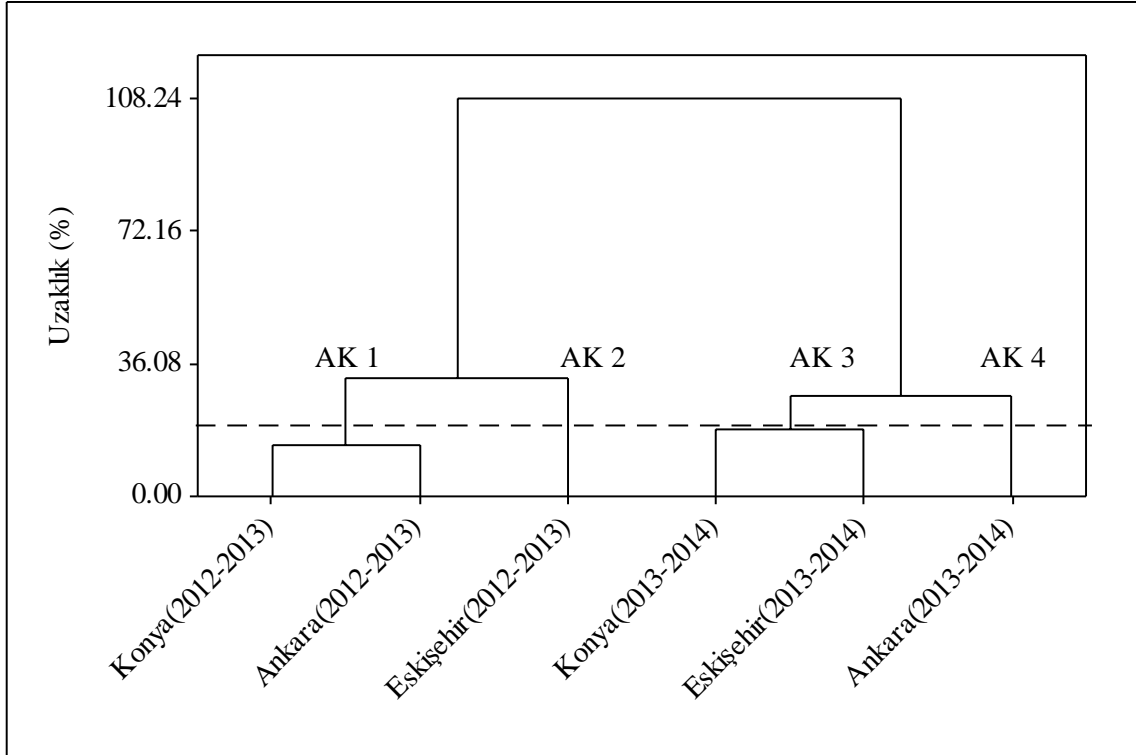 108.24
72.16
36.08
0.00
Uzaklık (%)
AK 1
AK 2
AK 3
AK 4
Konya(2012-2013)
Ankara(2012-2013)
Eskişehir(2012-2013)
Konya(2013-2014)
Eskişehir(2013-2014)
Ankara(2013-2014)